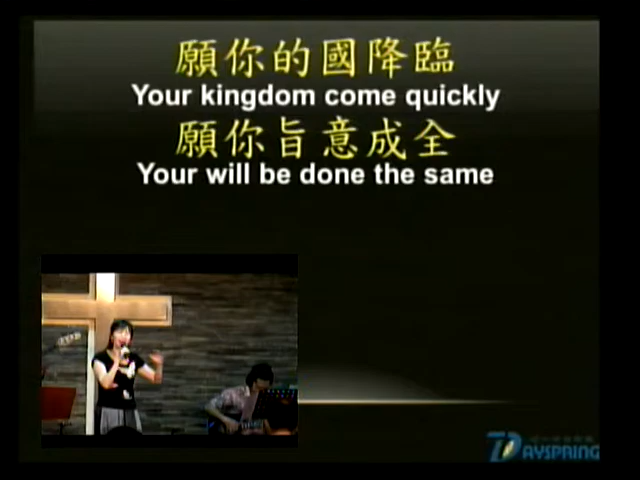 願你的國降臨
Your kingdom come quickly
願你旨意成全
Your will be done the same
DAYSPRING